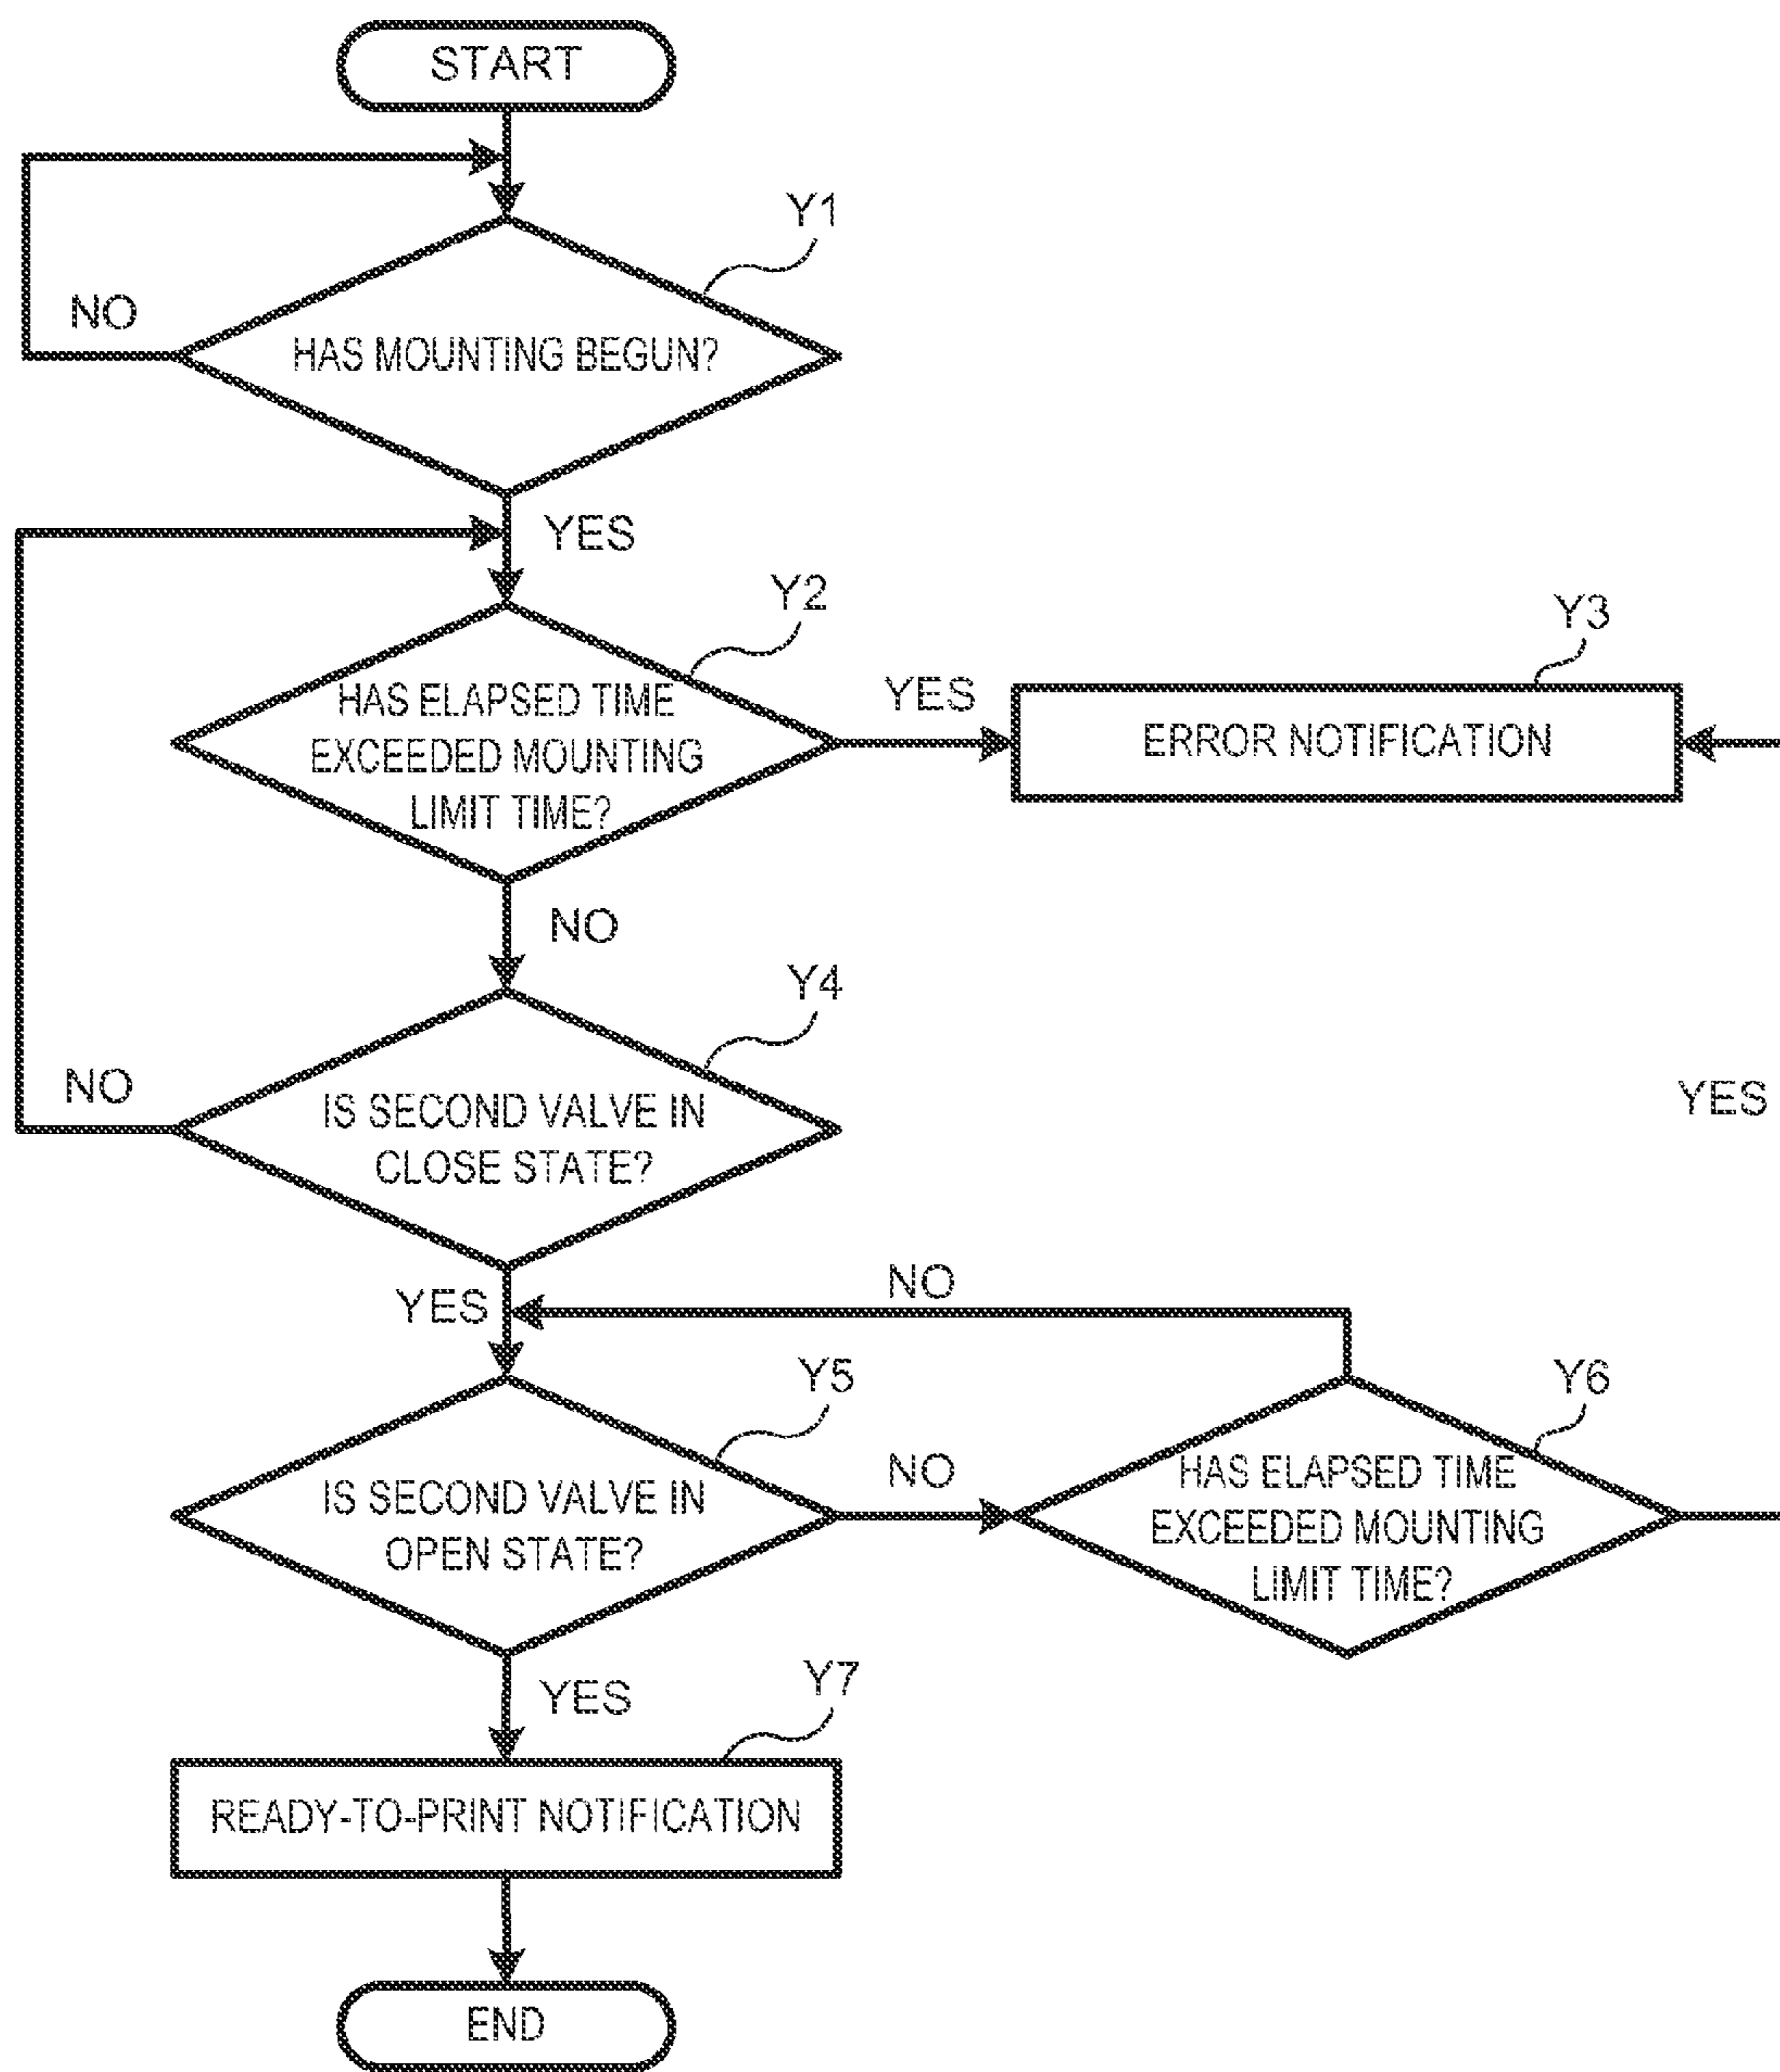 START
Y1
NO
HAS MOUNTING BEGUN?
YES
Y2
Y3
HAS ELAPSED TIME
EXCEEDED MOUNTING
LIMIT TIME?
YES
ERROR NOTIFICATION
NO
Y4
NO
IS SECOND VALVE IN
CLOSE STATE?
YES
YES
NO
Y5
Y6
IS SECOND VALVE IN
OPEN STATE?
NO
HAS ELAPSED TIME
EXCEEDED MOUNTING
LIMIT TIME?
YES
Y7
READY-TO-PRINT NOTIFICATION
END